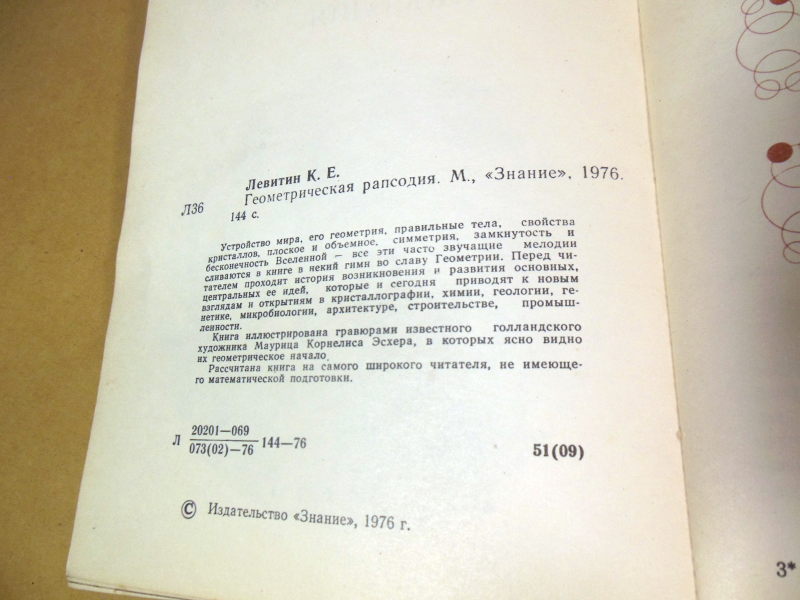 Левитин К. Е.
Л36
Геометрическая рапсодия. М., «Знание», 1976.
144 с.
Устройство мира, его геометрия, правильные тела, свойства
кристаллов, плоское и объемное, симметрия, замкнутость и
бесконечность Вселенной — все эти часто звучащие мелодии
сливаются в книге в некий гимн во славу Геометрии. Перед чи-
тателем проходит история возникновения и развития основных,
центральных ее идей, которые и сегодня приводят к новым
взглядам и открытиям в кристаллографии, химии, геологии, ге-
нетике, микробиологии, архитектуре, строительстве, промыш-
ленности.
Книга иллюстрирована гравюрами известного голландского
художника Маурица Корнелиса Эсхера, в которых ясно видно
их геометрическое начало.
Рассчитана книга на самого широкого читателя, не имеюще-
го математической подготовки.
Л 20201—069
073(02)—76 144—76
51(09)
© Издательство «Знание», 1976 г.
3*